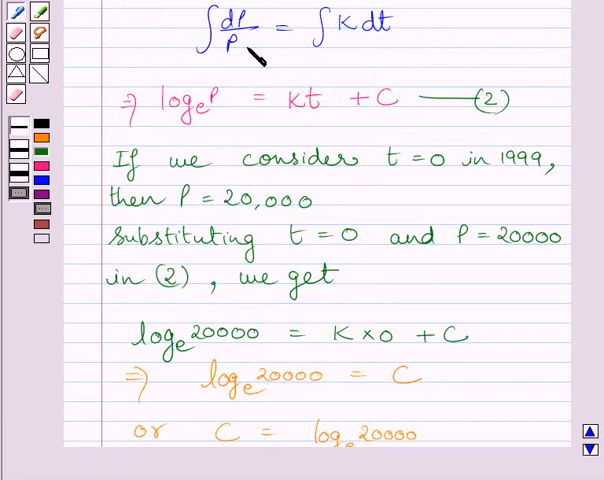 ∫ dP/P = ∫ K dt
⇒ logₑP = Kt + C ——(2)
If we consider t = 0 in 1999,
then P = 20,000
substituting t = 0 and P = 20000
in (2), we get
logₑ20000 = K × 0 + C
⇒ logₑ20000 = C
or C = logₑ20000